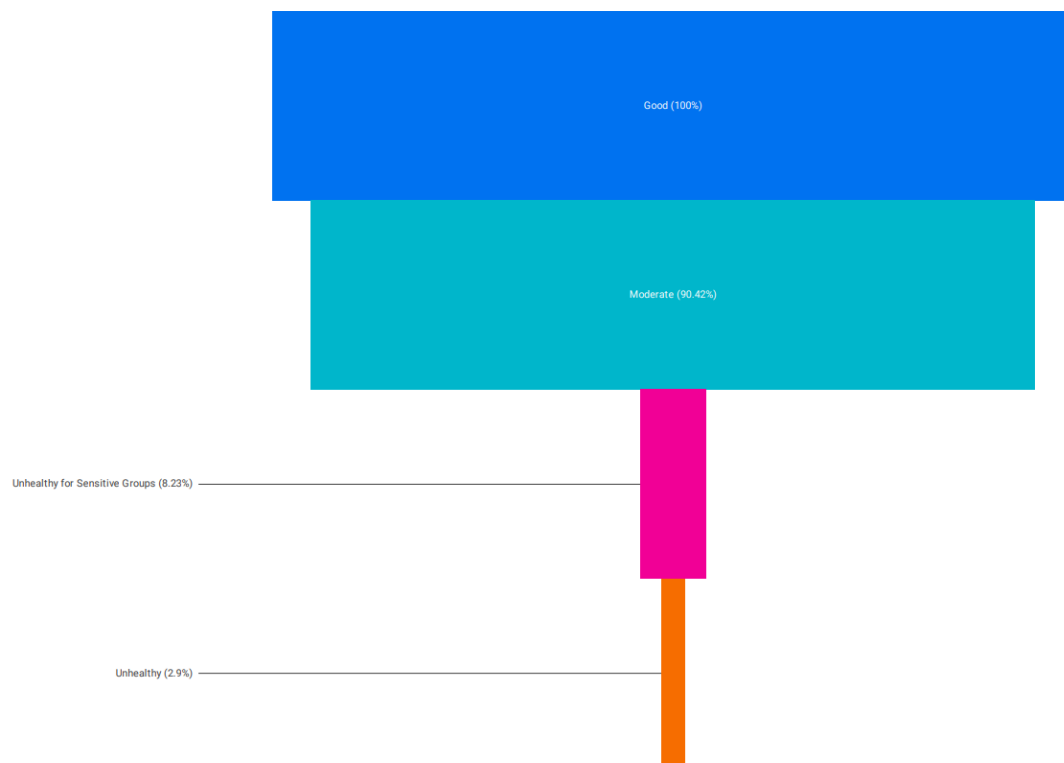 Good (100%)
Moderate (90.42%)
Unhealthy for Sensitive Groups (8.23%)
Unhealthy (2.9%)